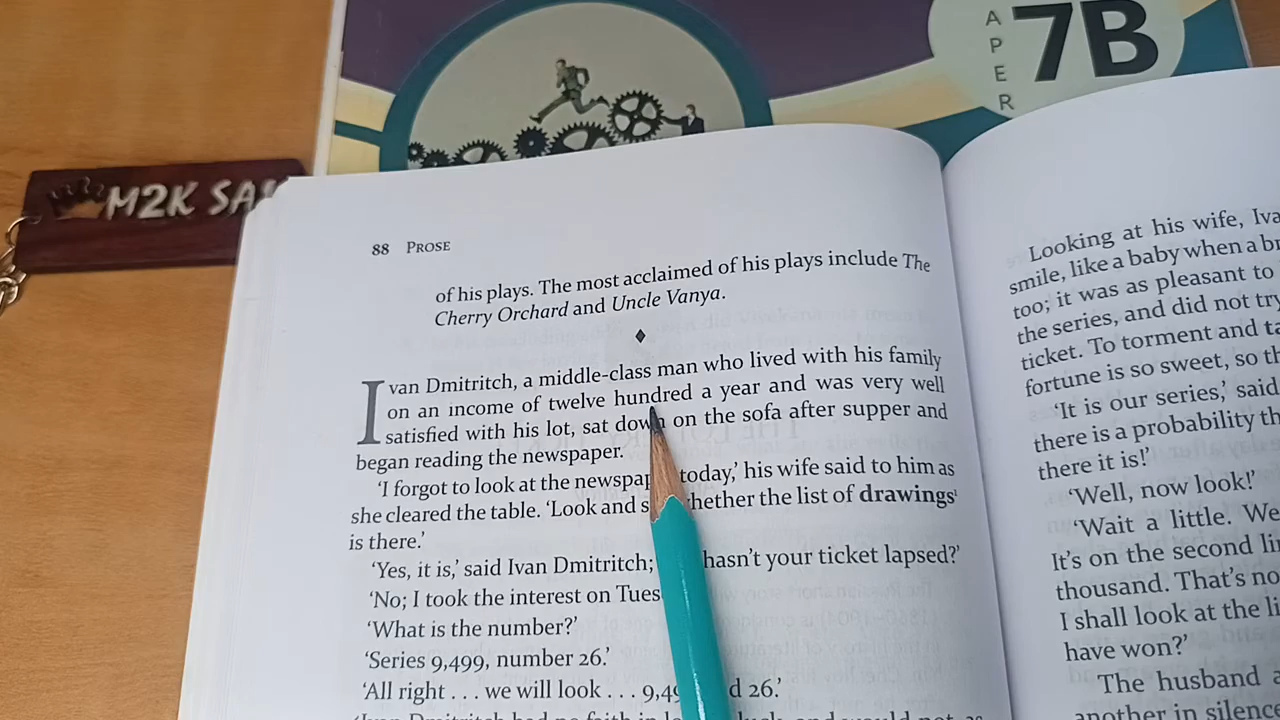 A
P
E
R
7B
M2K SA
88 PROSE
of his plays. The most acclaimed of his plays include The
Cherry Orchard and Uncle Vanya.
Ivan Dmitritch, a middle-class man who lived with his family
on an income of twelve hundred a year and was very well
satisfied with his lot, sat down on the sofa after supper and
began reading the newspaper.
'I forgot to look at the newspap today,' his wife said to him as
she cleared the table. 'Look and s hether the list of drawings¹
is there.'
'Yes, it is,' said Ivan Dmitritch; hasn't your ticket lapsed?'
'No; I took the interest on Tues
'What is the number?'
'Series 9,499, number 26.'
'All right . . . we will look . . . 9,49 d 26.'
Looking at his wife, Iva
smile, like a baby when a br
too; it was as pleasant to
the series, and did not try
ticket. To torment and ta
fortune is so sweet, so th
'It is our series,' said
there is a probability th
there it is!'
'Well, now look!'
'Wait a little. We
It's on the second li
thousand. That's no
I shall look at the li
have won?'
The husband a
another in silence